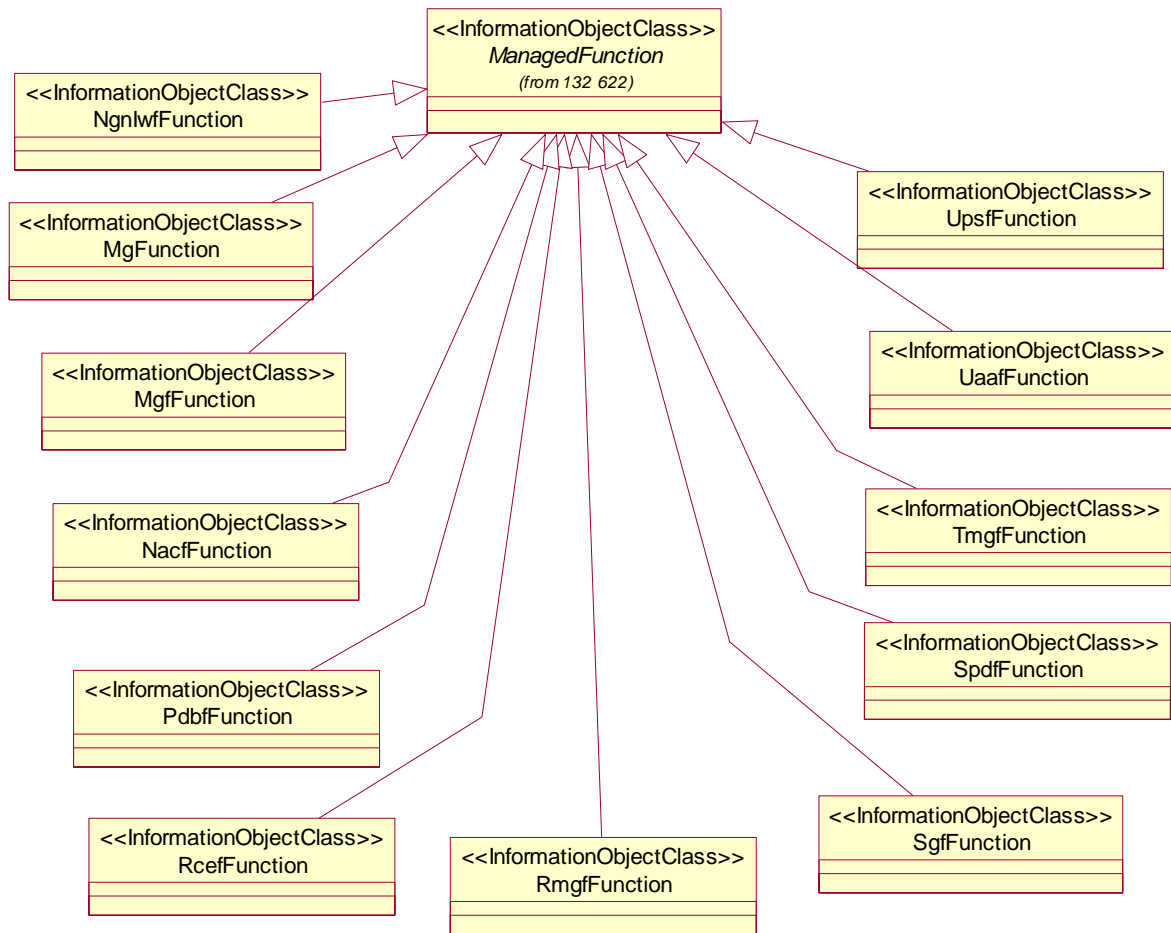 <<InformationObjectClass>>
ManagedFunction
(from 132 622)
<<InformationObjectClass>>
NgnIwfFunction
<<InformationObjectClass>>
UpsfFunction
<<InformationObjectClass>>
MgFunction
<<InformationObjectClass>>
UaafFunction
<<InformationObjectClass>>
MgfFunction
<<InformationObjectClass>>
TmgfFunction
<<InformationObjectClass>>
NacfFunction
<<InformationObjectClass>>
SpdfFunction
<<InformationObjectClass>>
PdbfFunction
<<InformationObjectClass>>
SgfFunction
<<InformationObjectClass>>
RcefFunction
<<InformationObjectClass>>
RmgfFunction